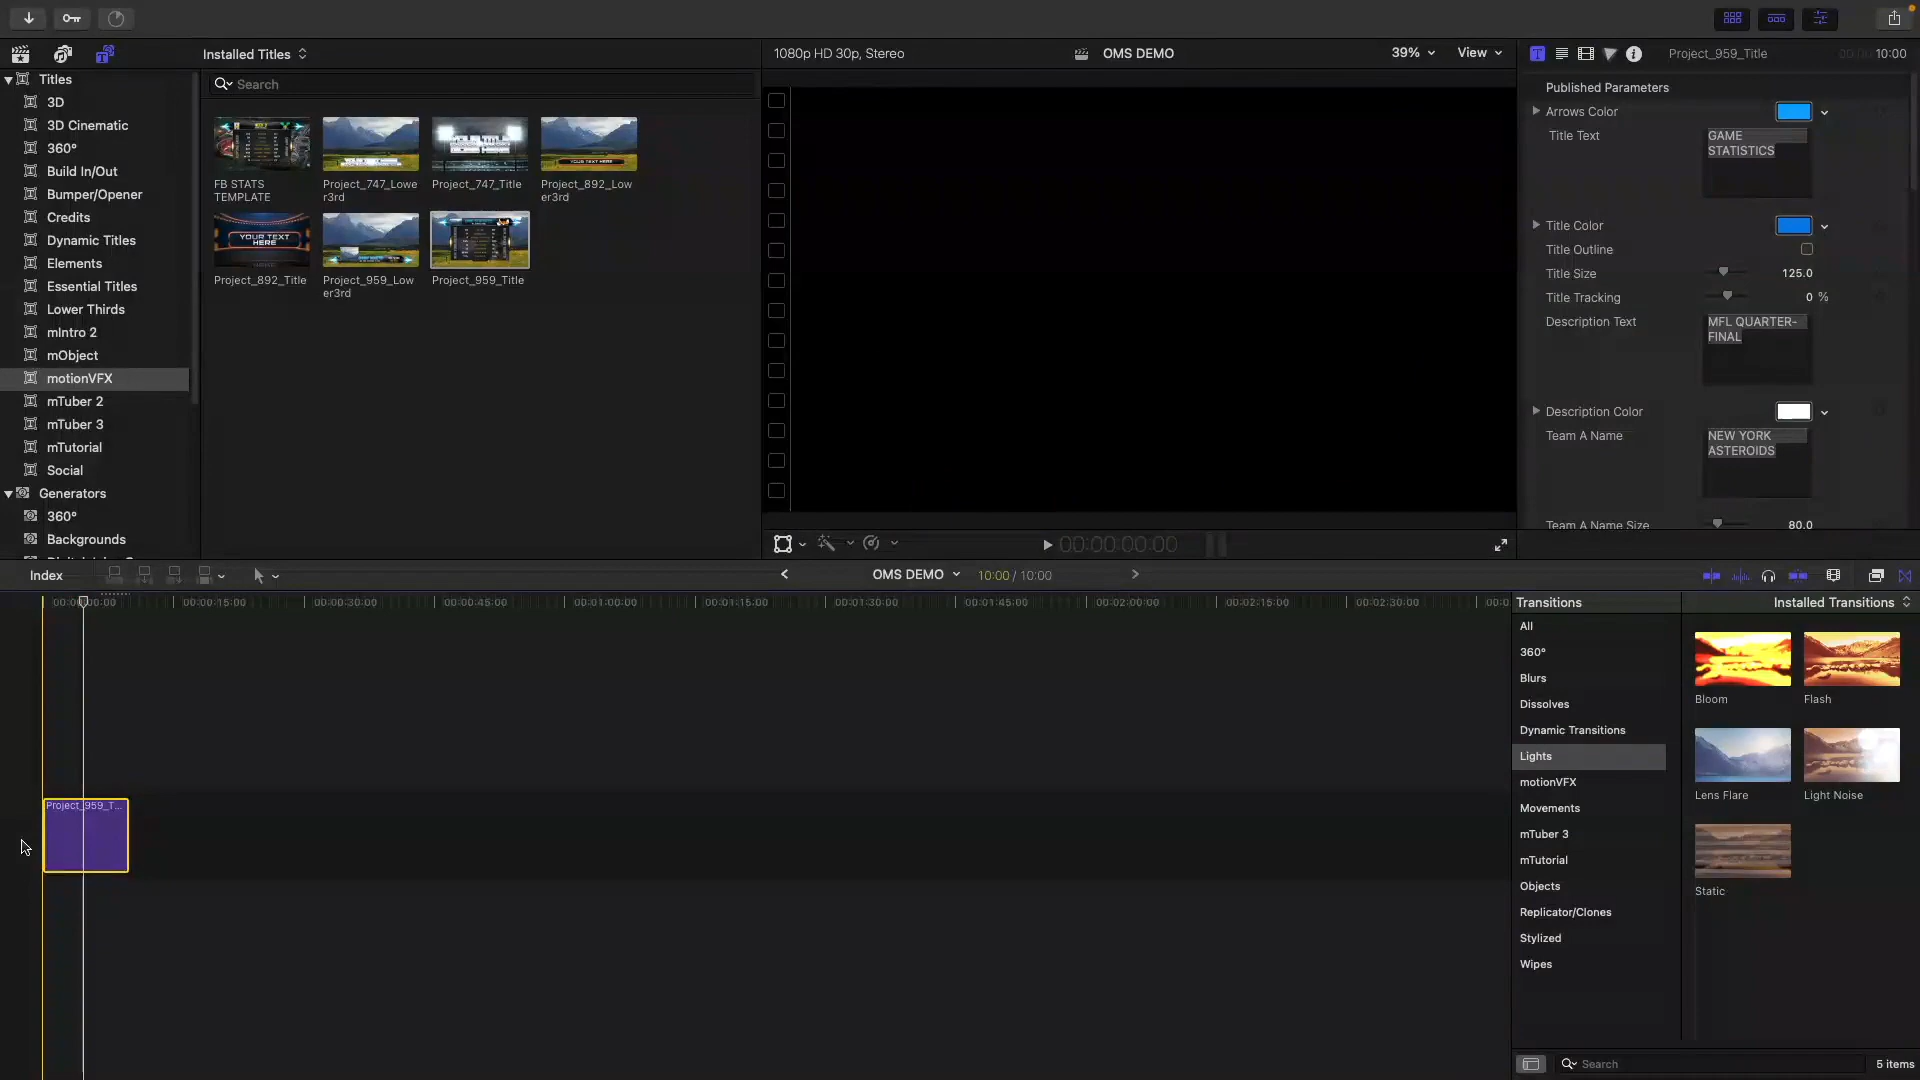 Installed Titles
1080p HD 30p, Stereo
OMS DEMO
39%
View
Project_959_Title
10:00
Titles
3D
3D Cinematic
360°
Build In/Out
Bumper/Opener
Credits
Dynamic Titles
Elements
Essential Titles
Lower Thirds
mIntro 2
mObject
motionVFX
mTuber 2
mTuber 3
mTutorial
Social
Generators
360°
Backgrounds
Search
FB STATS
TEMPLATE
Project_747_Lowe
r3rd
Project_747_Title
Project_892_Low
er3rd
YOUR TEXT
HERE
Project_892_Title
Project_959_Low
er3rd
Project_959_Title
Published Parameters
Arrows Color
Title Text
GAME
STATISTICS
Title Color
Title Outline
Title Size
125.0
Title Tracking
0 %
Description Text
MFL QUARTER-
FINAL
Description Color
Team A Name
NEW YORK
ASTEROIDS
Team A Name Size
80.0
00:00:00:00
Index
OMS DEMO
10:00 / 10:00
00:00:15:00
00:00:30:00
00:00:45:00
00:01:00:00
00:01:15:00
00:01:30:00
00:01:45:00
00:02:00:00
00:02:15:00
00:02:30:00
Project_959_T...
Transitions
Installed Transitions
All
360°
Blurs
Dissolves
Dynamic Transitions
Lights
motionVFX
Movements
mTuber 3
mTutorial
Objects
Replicator/Clones
Stylized
Wipes
Bloom
Flash
Lens Flare
Light Noise
Static
Search
5 items